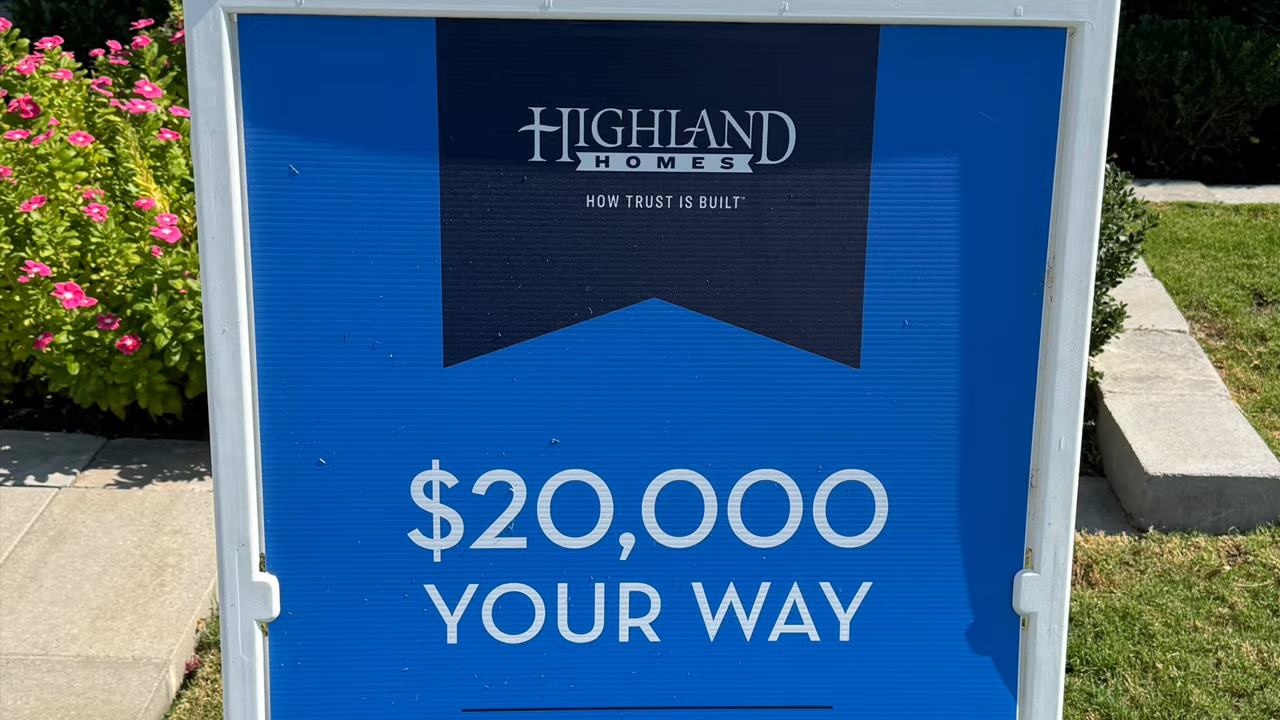 HIGHLAND
HOMES
HOW TRUST IS BUILT™
$20,000
YOUR WAY